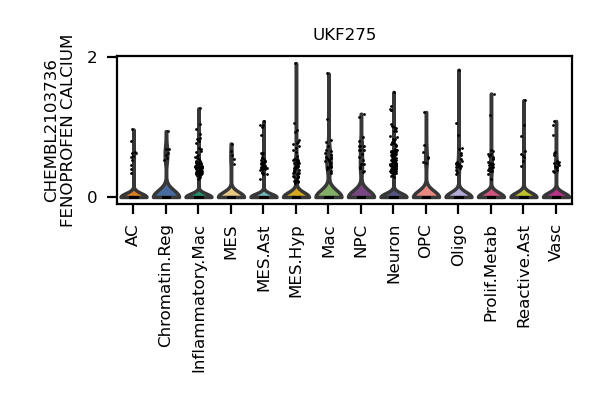 UKF275
CHEMBL2103736
FENOPROFEN CALCIUM
2
0
AC
Chromatin.Reg
Inflammatory.Mac
MES
MES.Ast
MES.Hyp
Mac
NPC
Neuron
OPC
Oligo
Prolif.Metab
Reactive.Ast
Vasc